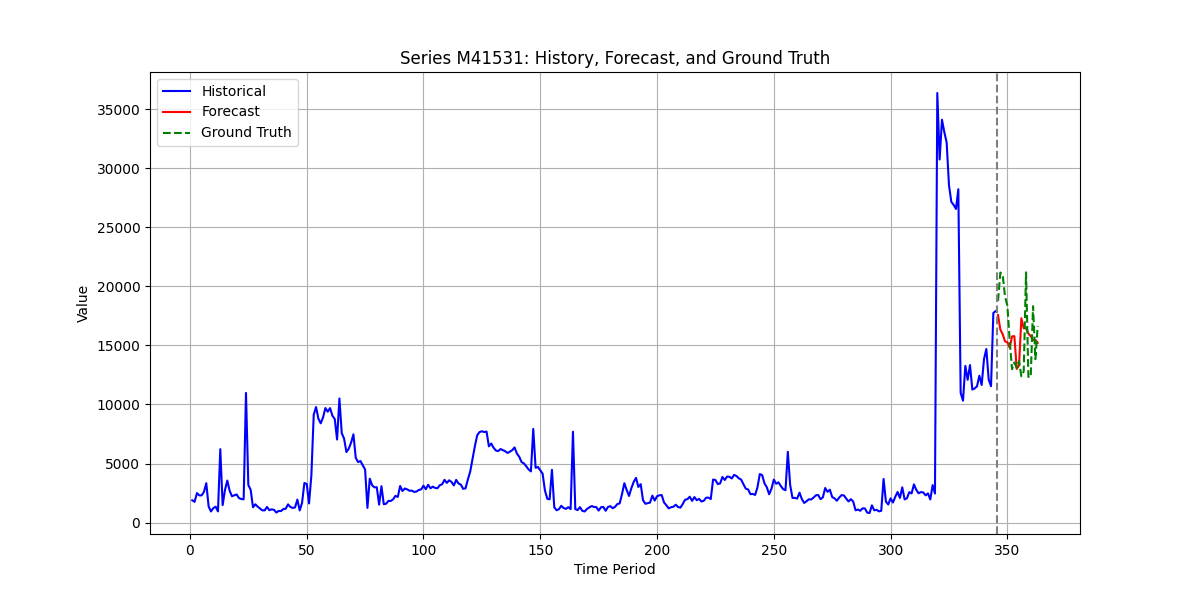 Series M41531: History, Forecast, and Ground Truth
Historical
Forecast
Ground Truth
35000
30000
25000
20000
15000
10000
5000
0
Value
0 50 100 150 200 250 300 350
Time Period